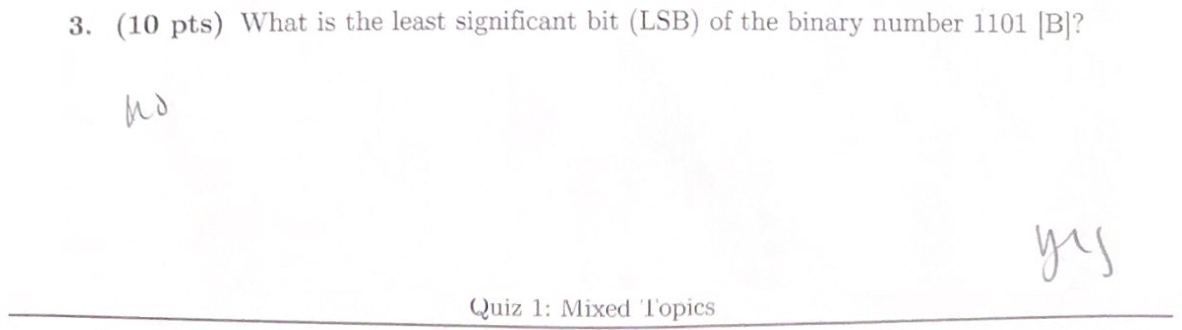 3. (10 pts) What is the least significant bit (LSB) of the binary number 1101 [B]?
no
yes
Quiz 1: Mixed Topics